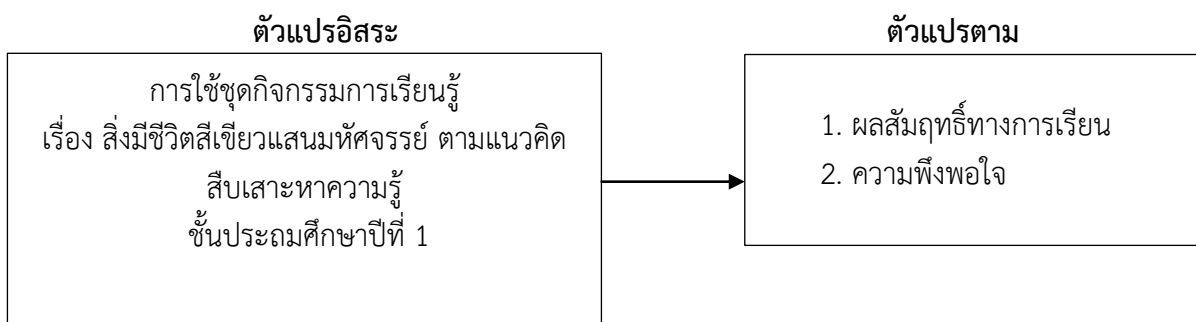 ตัวแปรอิสระ
การใช้ชุดกิจกรรมการเรียนรู้
เรื่อง สิ่งมีชีวิตสีเขียวแสนมหัศจรรย์ ตามแนวคิด
สืบเสาะหาความรู้
ชั้นประถมศึกษาปีที่ 1
ตัวแปรตาม
1. ผลสัมฤทธิ์ทางการเรียน
2. ความพึงพอใจ